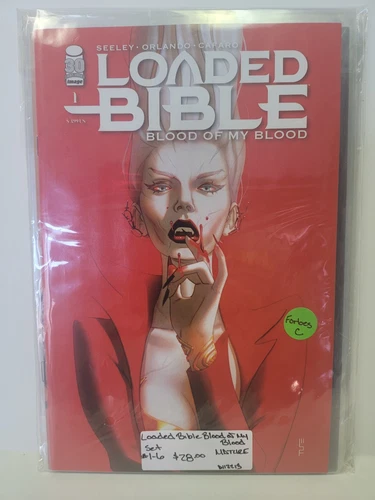 SEELEY • ORLANDO • CAFARO
30
image
LOADED
1
BIBLE
BLOOD OF MY BLOOD
Forbes
C
Loaded Bible Blood of My
Set Blood
#1-6 $28.00 MATURE